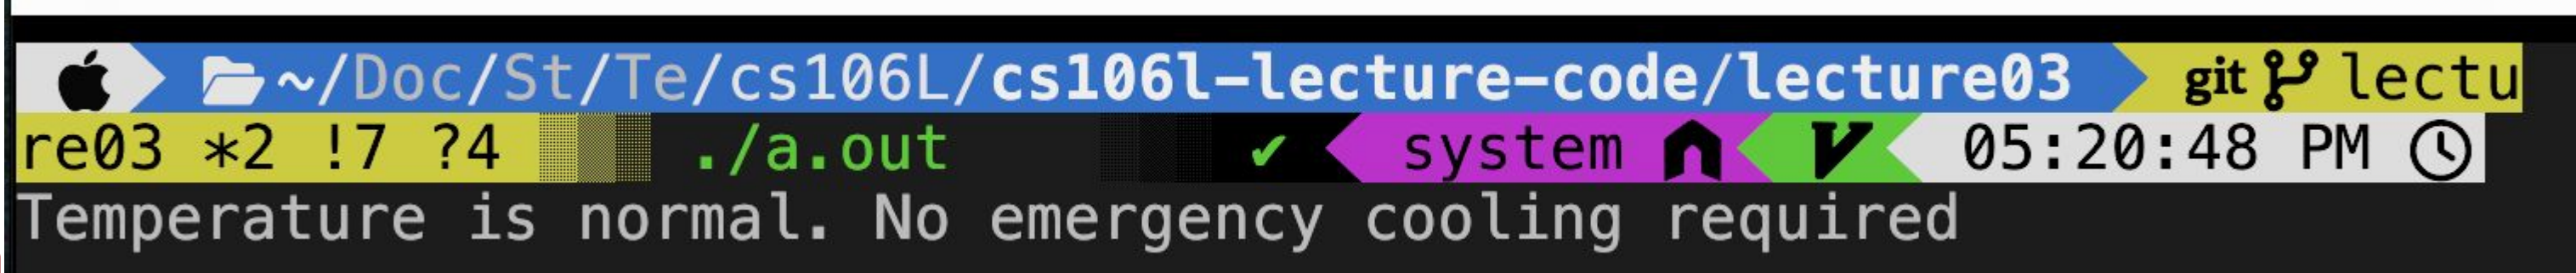 ~/Doc/St/Te/cs106L/cs106l-lecture-code/lecture03 git lectu
re03 *2 !7 ?4 ./a.out ✔ system V 05:20:48 PM
Temperature is normal. No emergency cooling required